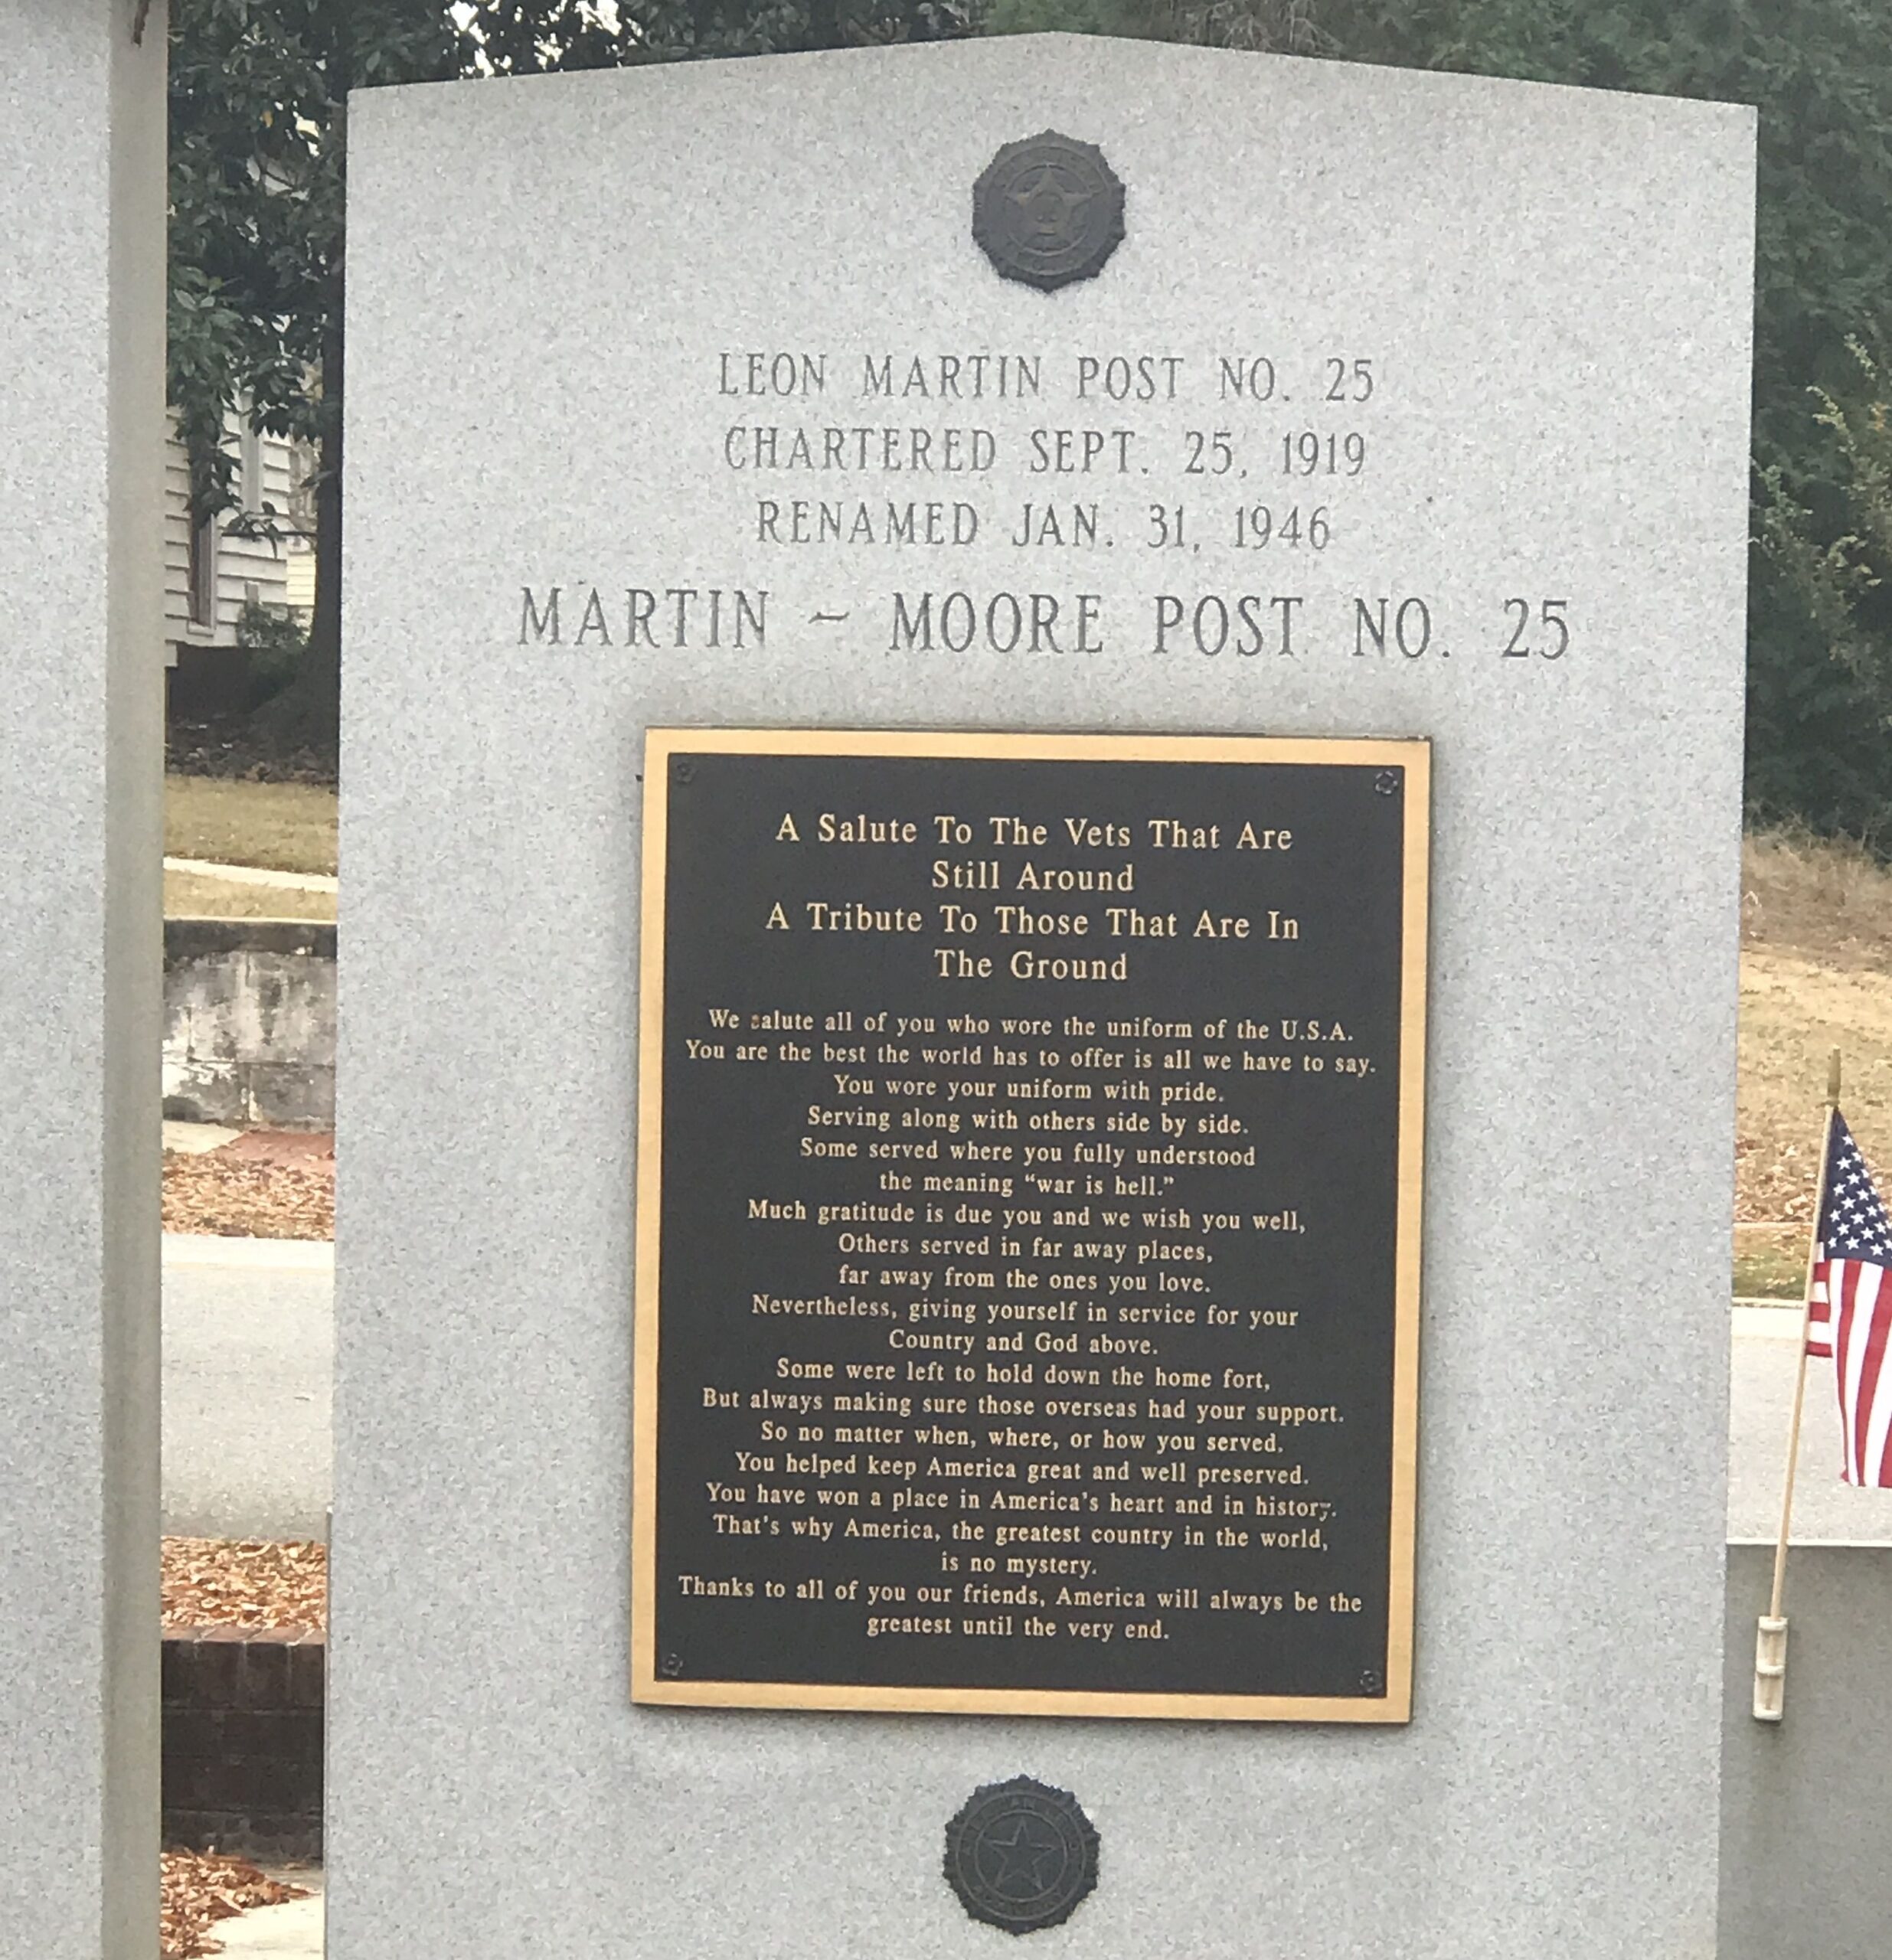 LEON MARTIN POST NO. 25
CHARTERED SEPT. 25, 1919
RENAMED JAN. 31, 1946
MARTIN ~ MOORE POST NO. 25
A Salute To The Vets That Are
Still Around
A Tribute To Those That Are In
The Ground
We salute all of you who wore the uniform of the U.S.A.
You are the best the world has to offer is all we have to say.
You wore your uniform with pride.
Serving along with others side by side.
Some served where you fully understood
the meaning “war is hell.”
Much gratitude is due you and we wish you well,
Others served in far away places,
far away from the ones you love.
Nevertheless, giving yourself in service for your
Country and God above.
Some were left to hold down the home fort,
But always making sure those overseas had your support.
So no matter when, where, or how you served.
You helped keep America great and well preserved.
You have won a place in America's heart and in history.
That's why America, the greatest country in the world,
is no mystery.
Thanks to all of you our friends, America will always be the
greatest until the very end.